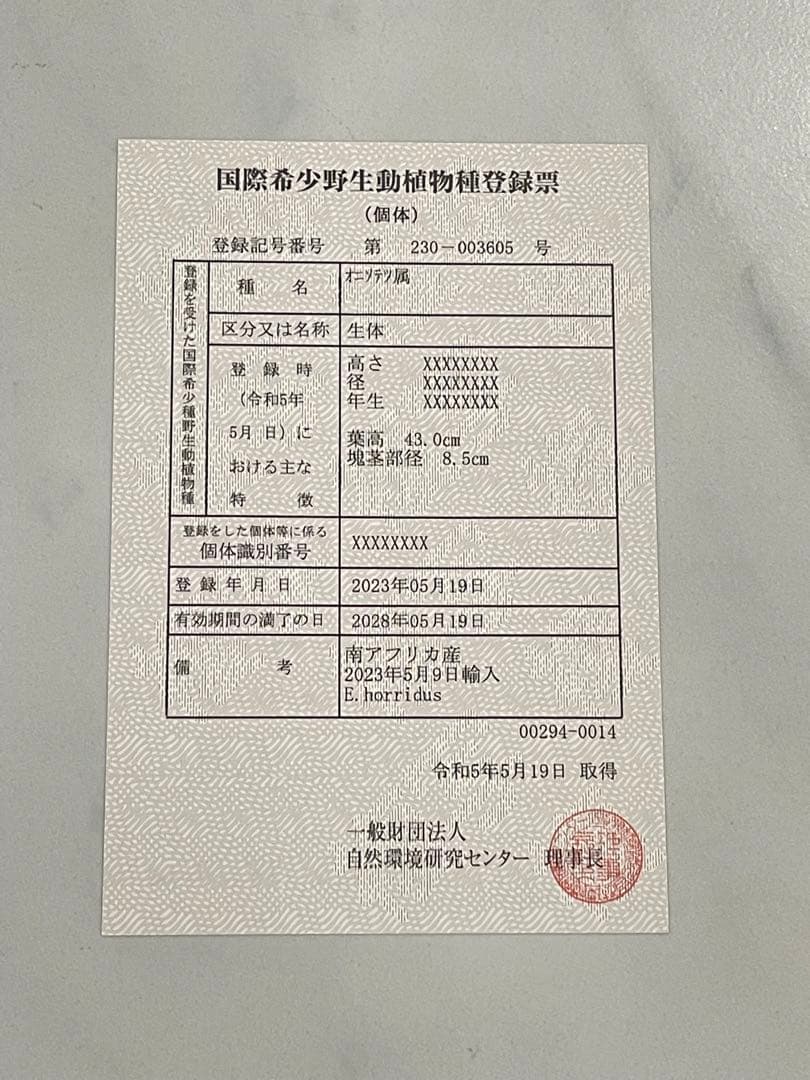 国際希少野生動植物種登録票
(個体)
登録記号番号 第 230-003605 号
登録を受けた国際希少種野生動植物種
種 名 ｵﾆｿﾃﾂ属
区分又は名称 生体
登録時
(令和5年
5月 日)に
おける主な
特 徴
高さ XXXXXXXX
径 XXXXXXXX
年生 XXXXXXXX
葉高 43.0cm
塊茎部径 8.5cm
登録をした個体等に係る
個体識別番号 XXXXXXXX
登録年月日 2023年05月19日
有効期間の満了の日 2028年05月19日
備 考
南アフリカ産
2023年5月9日輸入
E.horridus
00294-0014
令和5年5月19日 取得
一般財団法人
自然環境研究センター 理事長